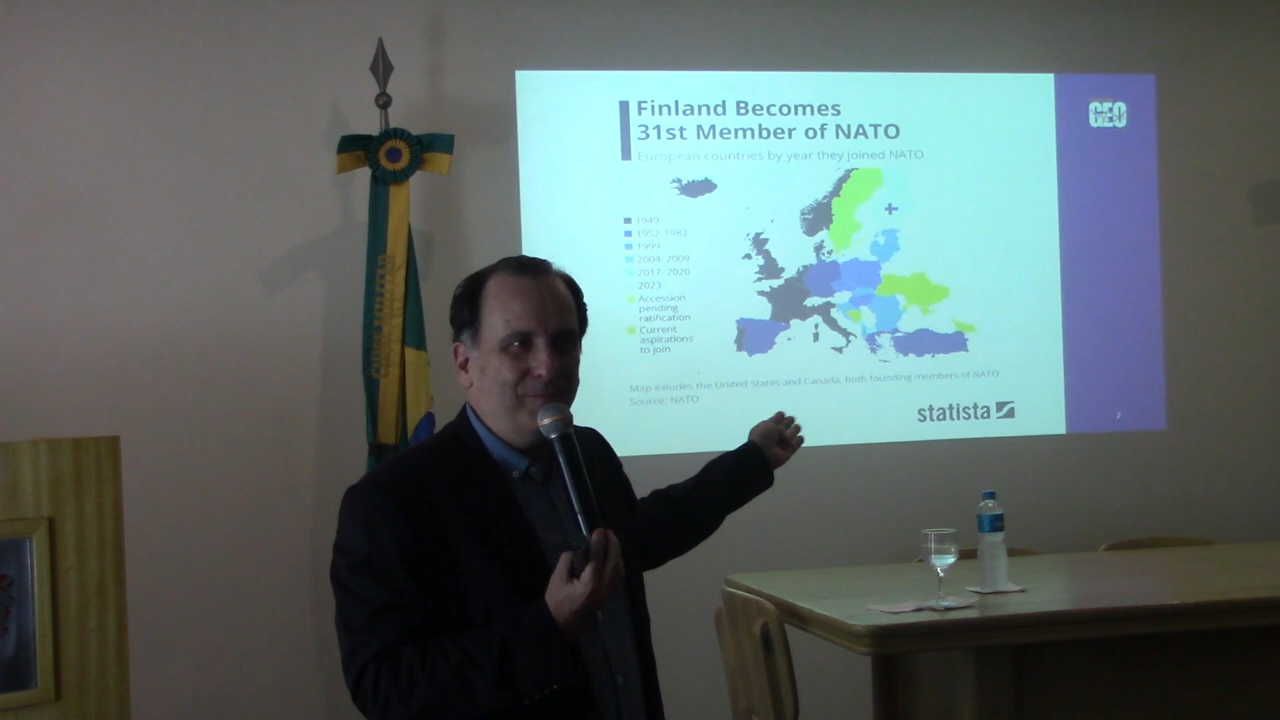 Finland Becomes
31st Member of NATO
European countries by year they joined NATO
1949
1952-1982
1999
2004-2009
2017-2020
2023
Accession
pending
ratification
Current
aspirations
to join
Map exludes the United States and Canada, both founding members of NATO.
Source: NATO
statista
GEO
2